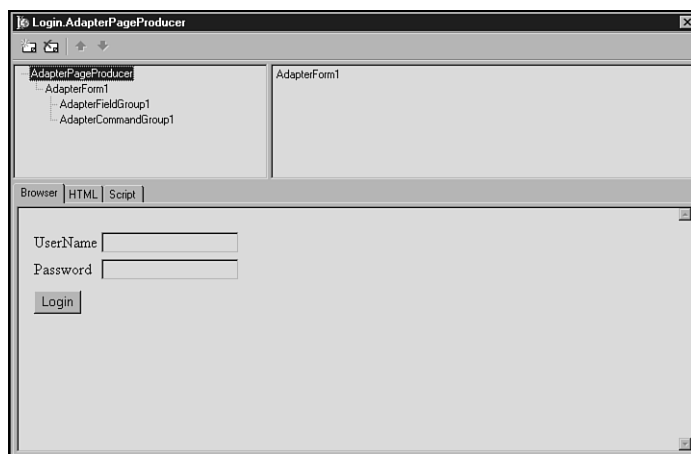 Login.AdapterPageProducer
AdapterPageProducer
AdapterForm1
AdapterFieldGroup1
AdapterCommandGroup1
AdapterForm1
Browser HTML Script
UserName
Password
Login